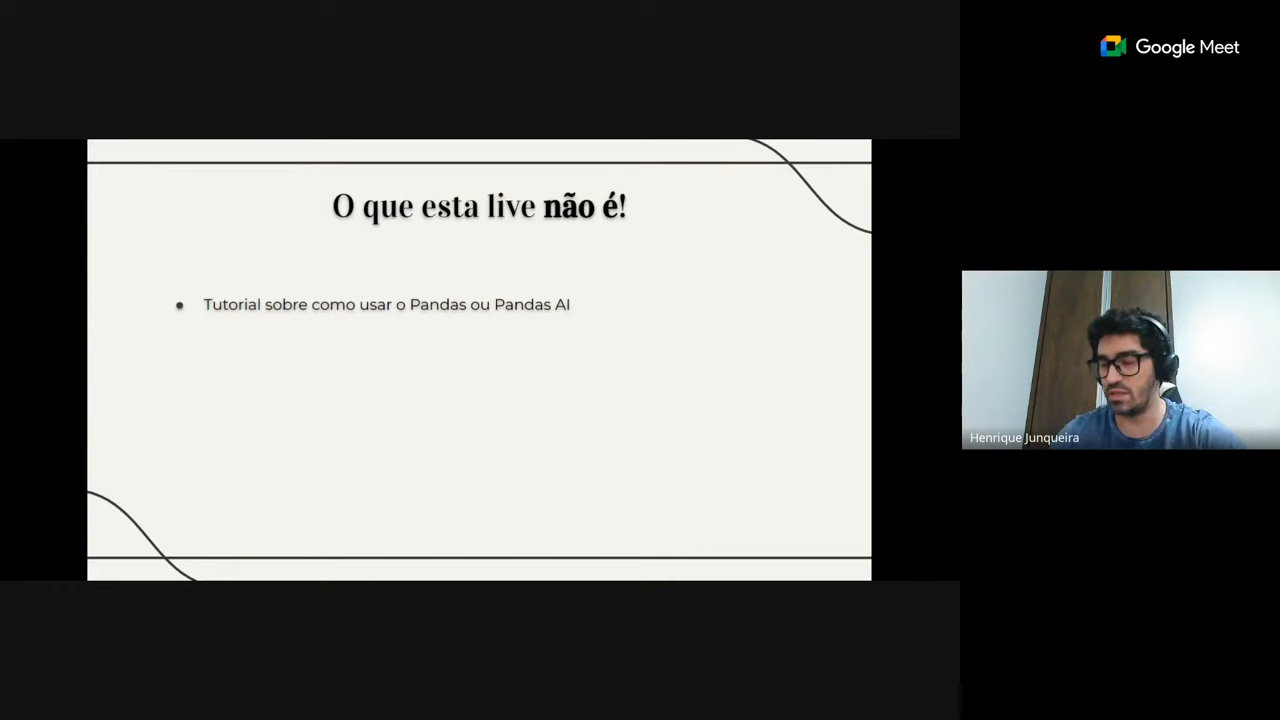 Google Meet
O que esta live não é!
● Tutorial sobre como usar o Pandas ou Pandas AI
Henrique Junqueira